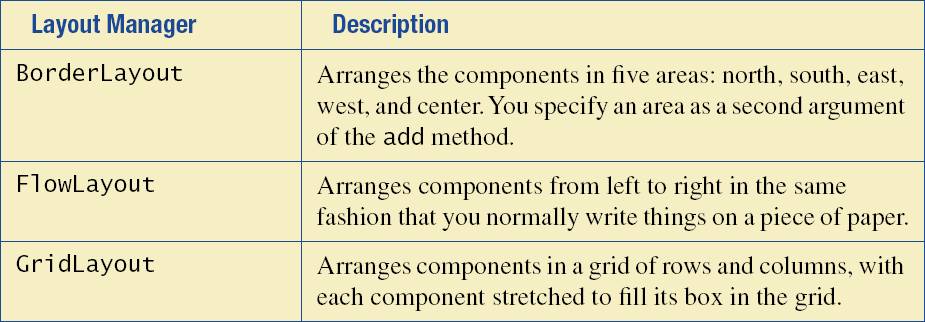 Layout Manager Description
BorderLayout Arranges the components in five areas: north, south, east,
west, and center. You specify an area as a second argument
of the add method.
FlowLayout Arranges components from left to right in the same
fashion that you normally write things on a piece of paper.
GridLayout Arranges components in a grid of rows and columns, with
each component stretched to fill its box in the grid.